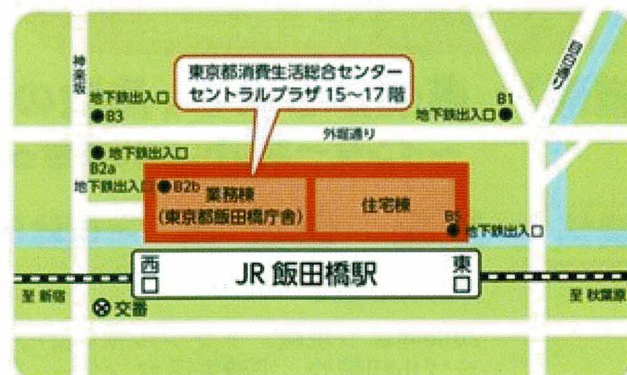 神楽坂
目白通り
東京都消費生活総合センター
セントラルプラザ 15～17 階
地下鉄出入口
B3
B1
地下鉄出入口
外堀通り
地下鉄出入口
B2a
地下鉄出入口
B2b
業務棟
(東京都飯田橋庁舎)
住宅棟
B5
地下鉄出入口
西口
JR 飯田橋駅
東口
至 新宿
至 秋葉原
交番